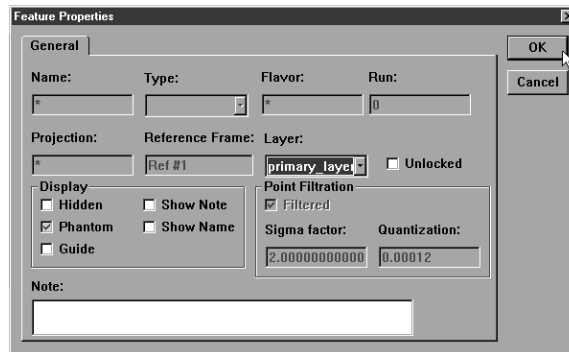 Feature Properties
General
OK
Cancel
Name: Type: Flavor: Run:
* * 0
Projection: Reference Frame: Layer:
* Ref #1 primary_layer Unlocked
Display
Hidden Show Note
Phantom Show Name
Guide
Point Filtration
Filtered
Sigma factor: Quantization:
2.00000000000 0.00012
Note: